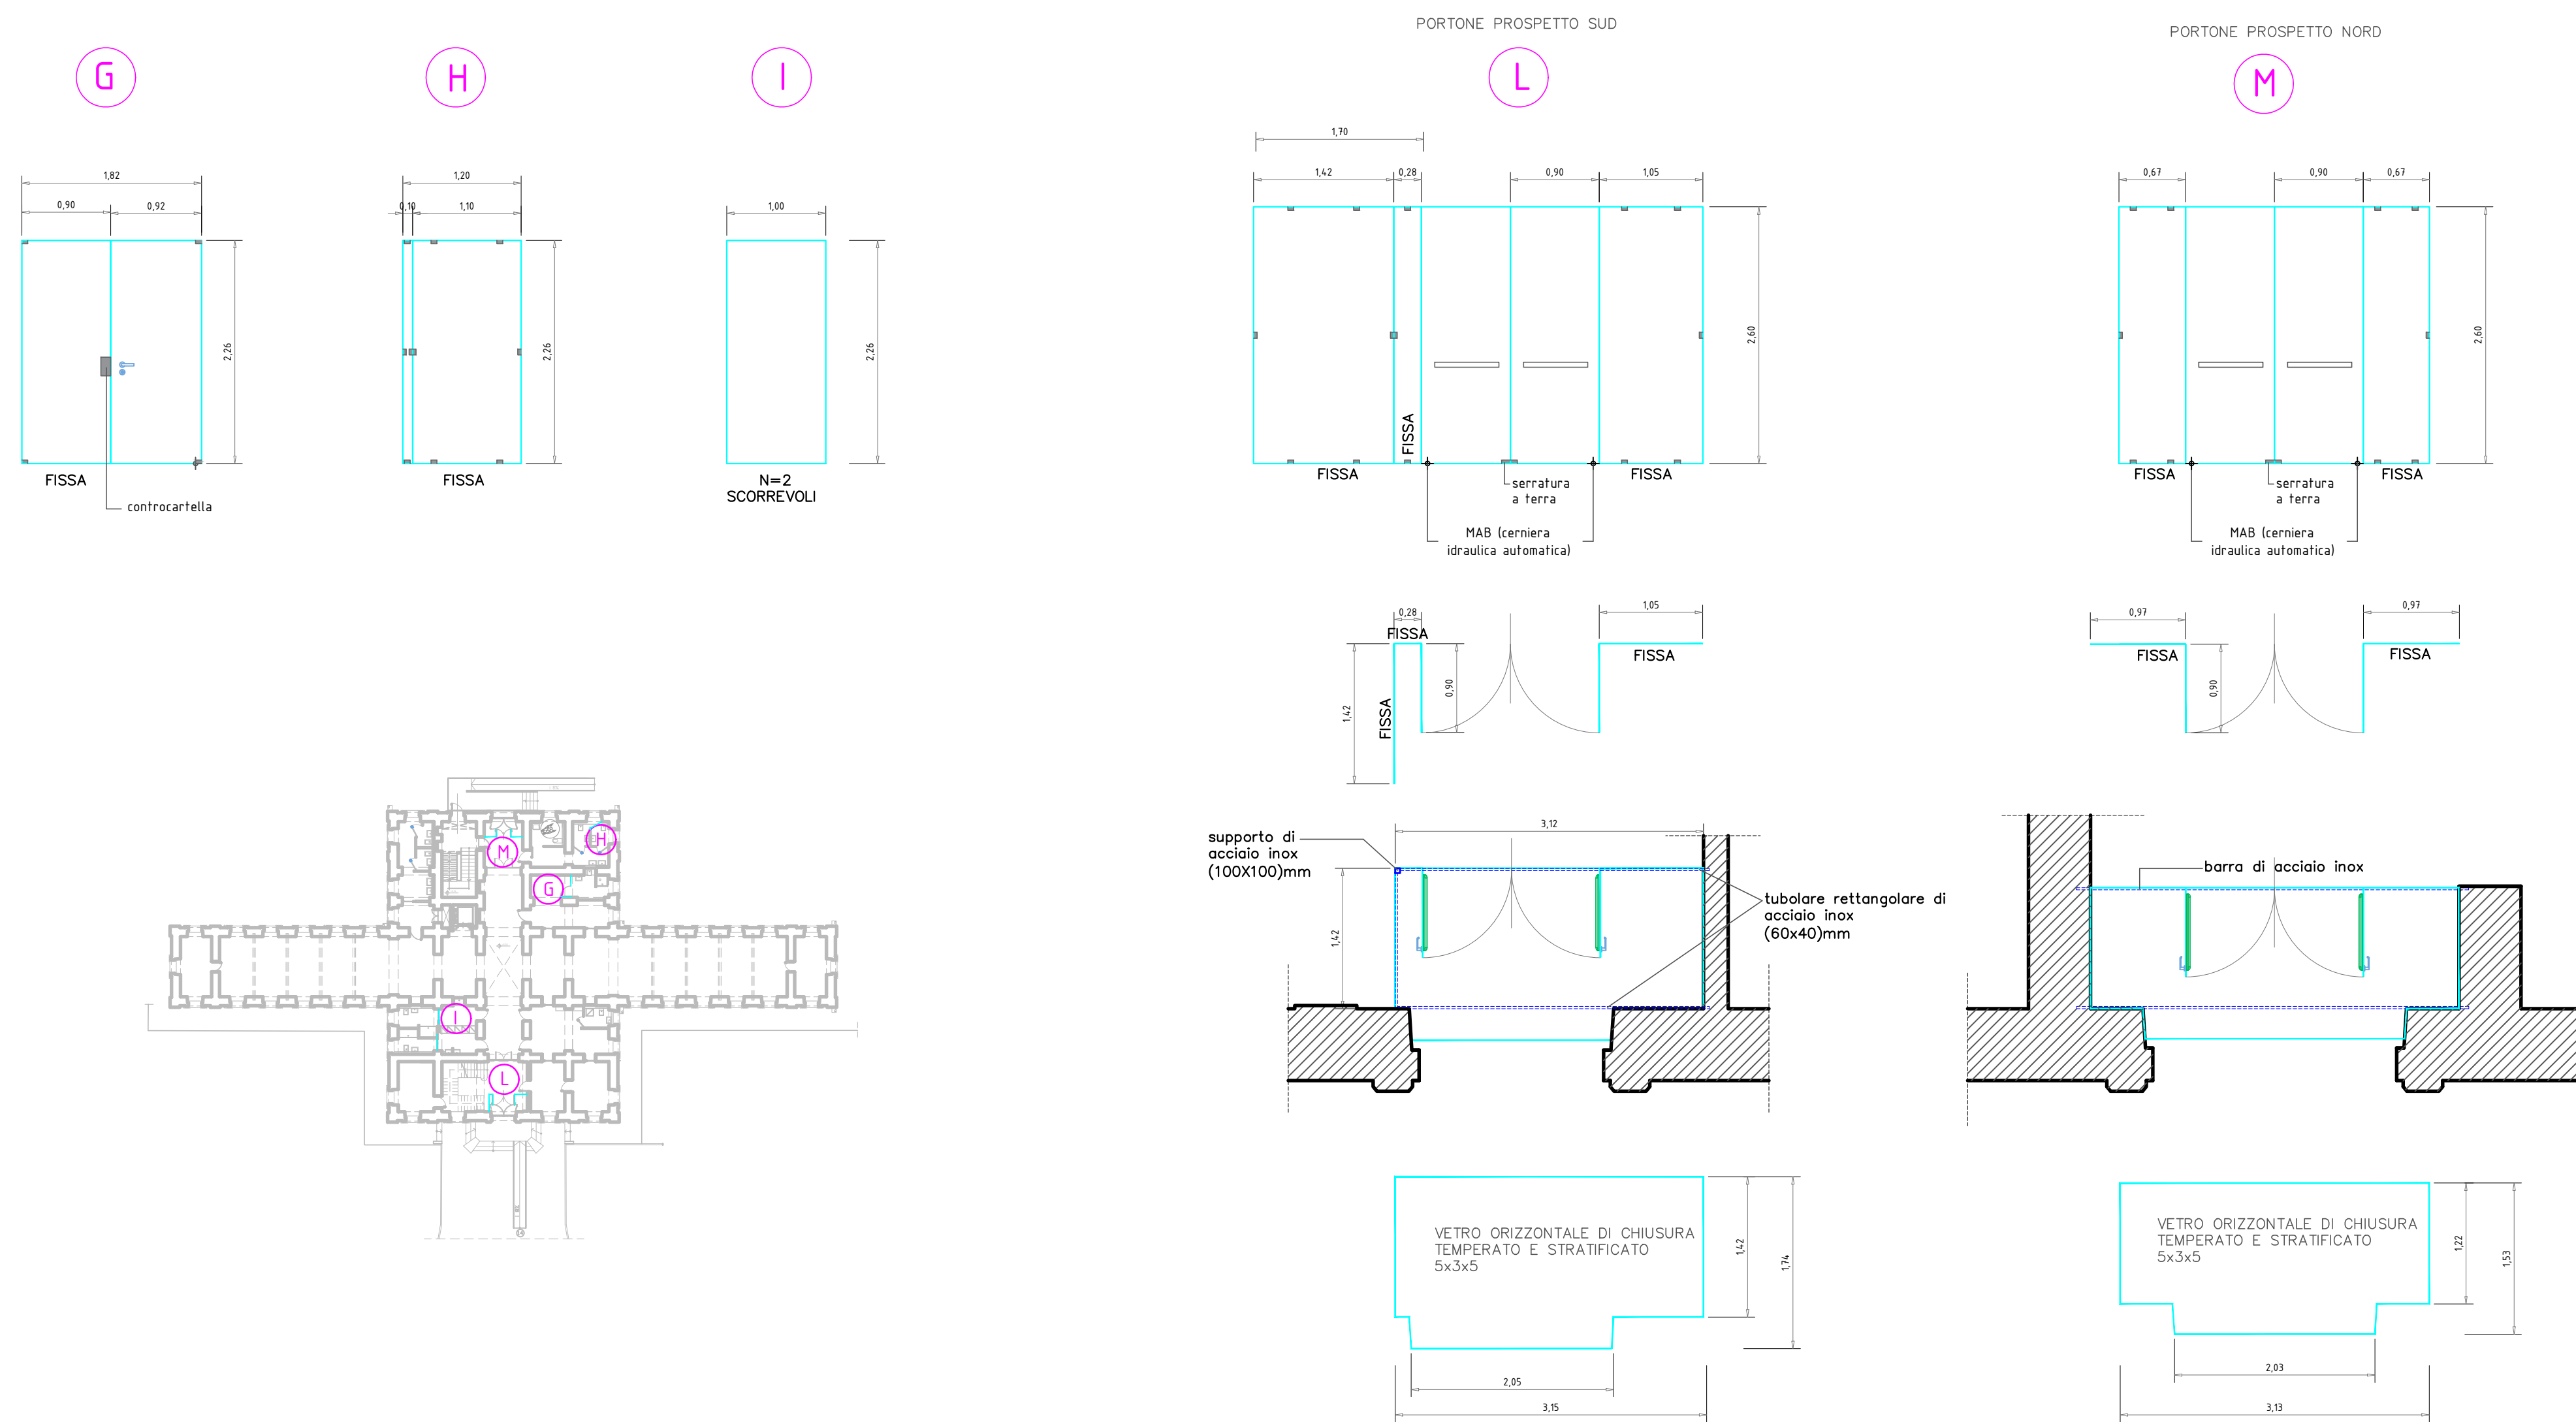 G
1,82
0,90
0,92
2,26
FISSA
controcartella
H
1,20
0,10
1,10
2,26
FISSA
I
1,00
2,26
N=2
SCORREVOLI
PORTONE PROSPETTO SUD
L
1,70
1,42
0,28
0,90
1,05
2,60
FISSA
FISSA
FISSA
serratura
a terra
MAB (cerniera
idraulica automatica)
0,28
FISSA
1,05
FISSA
1,42
FISSA
0,90
3,12
supporto di
acciaio inox
(100X100)mm
1,42
tubolare rettangolare di
acciaio inox
(60x40)mm
VETRO ORIZZONTALE DI CHIUSURA
TEMPERATO E STRATIFICATO
5x3x5
1,42
1,74
2,05
3,15
PORTONE PROSPETTO NORD
M
0,67
0,90
0,67
2,60
FISSA
FISSA
serratura
a terra
MAB (cerniera
idraulica automatica)
0,97
0,97
FISSA
FISSA
0,90
barra di acciaio inox
VETRO ORIZZONTALE DI CHIUSURA
TEMPERATO E STRATIFICATO
5x3x5
1,22
1,53
2,03
3,13
M
H
G
I
L